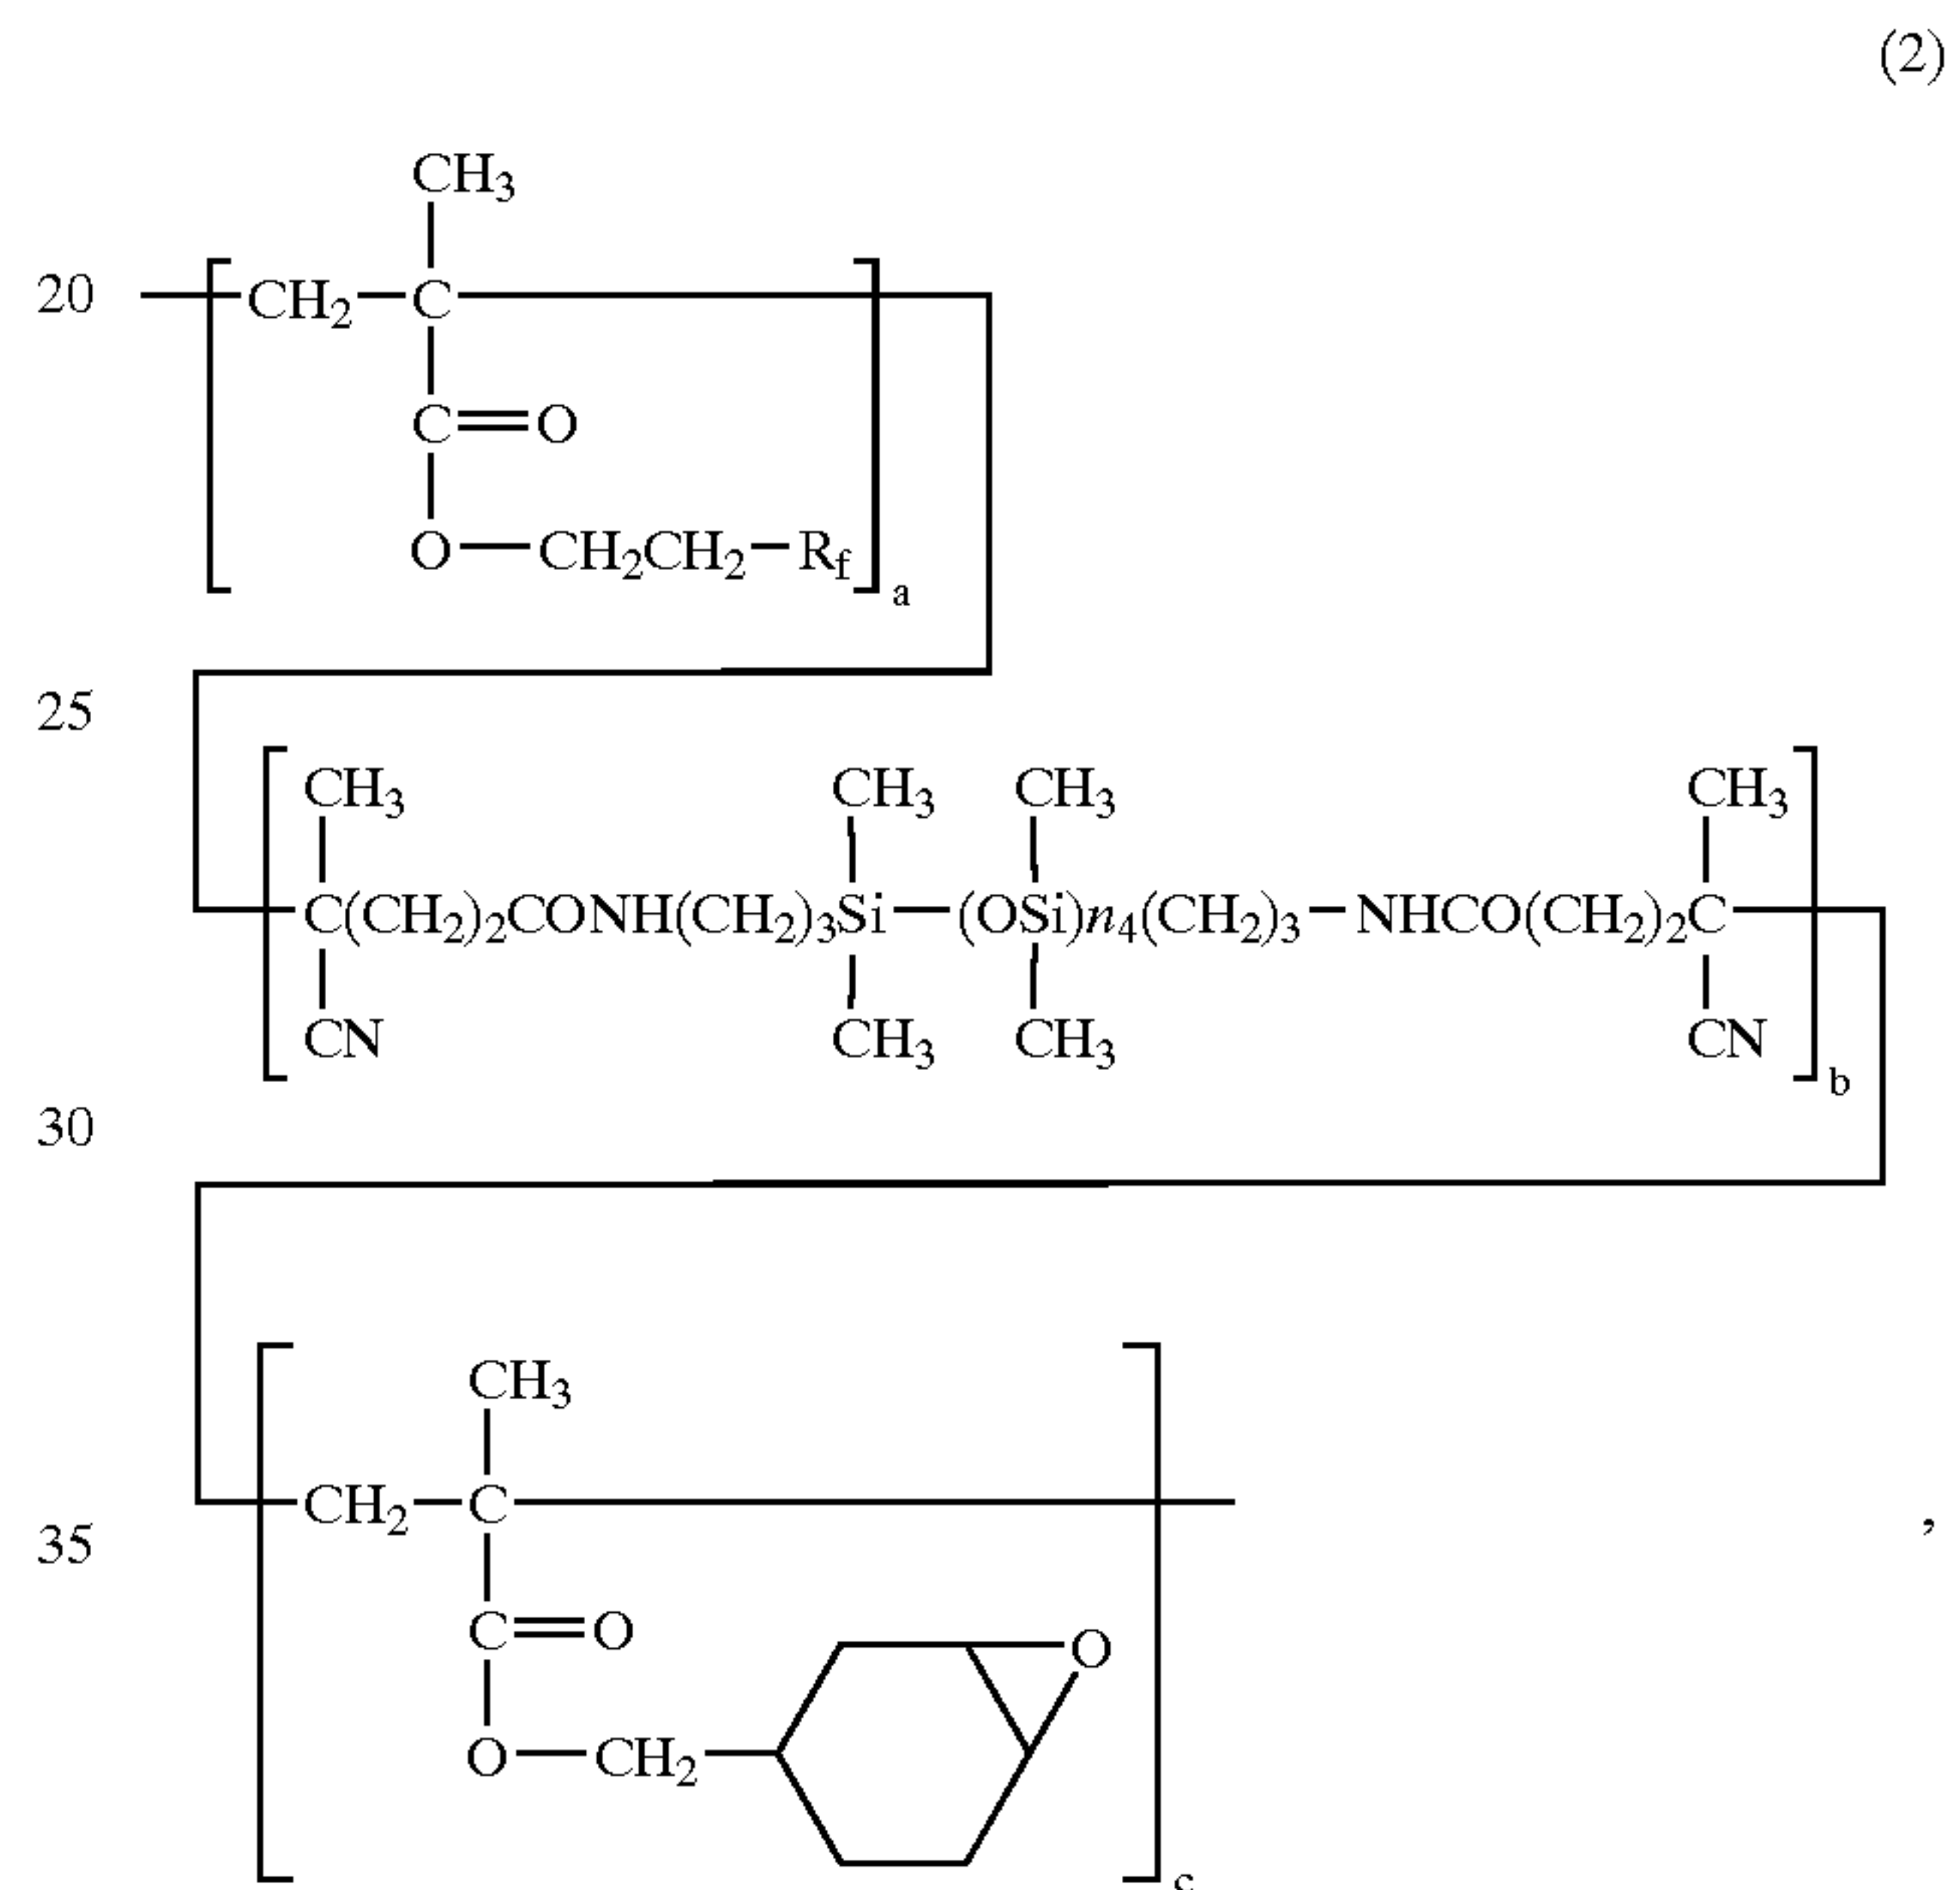 (2)
CH3
20 CH2 C
C O
O CH2CH2 Rf
a
25
CH3 CH3 CH3 CH3
C(CH2)2CONH(CH2)3Si (OSi)n4(CH2)3 NHCO(CH2)2C
CN CH3 CH3 CN
b
30
CH3
CH2 C
35 ,
C O O
O CH2
c